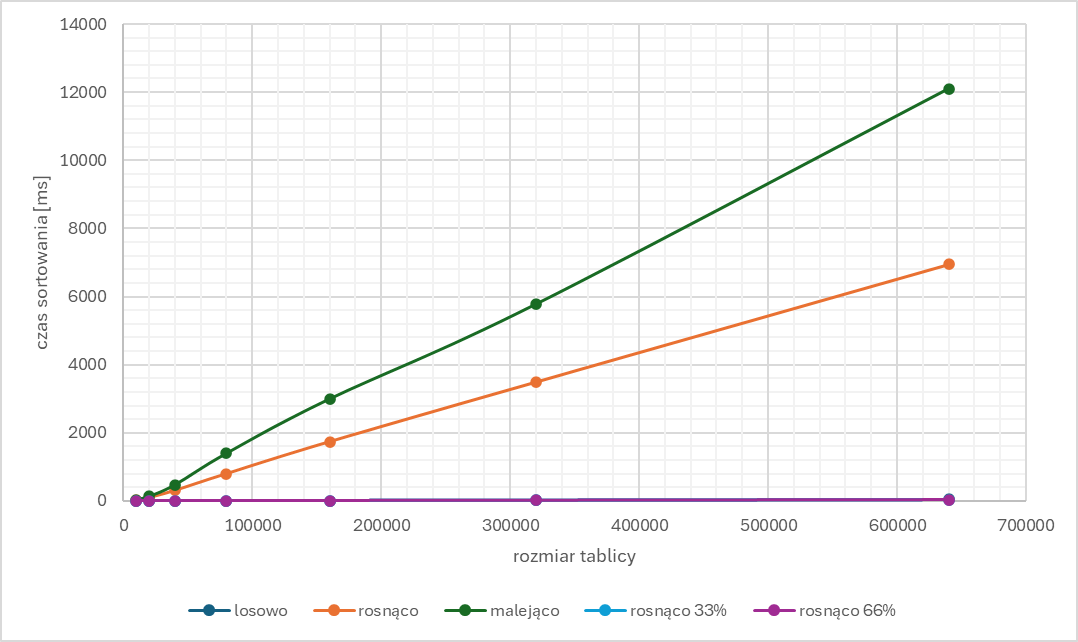 14000
12000
10000
8000
6000
4000
2000
0
czas sortowania [ms]
0 100000 200000 300000 400000 500000 600000 700000
rozmiar tablicy
losowo rosnąco malejąco rosnąco 33% rosnąco 66%